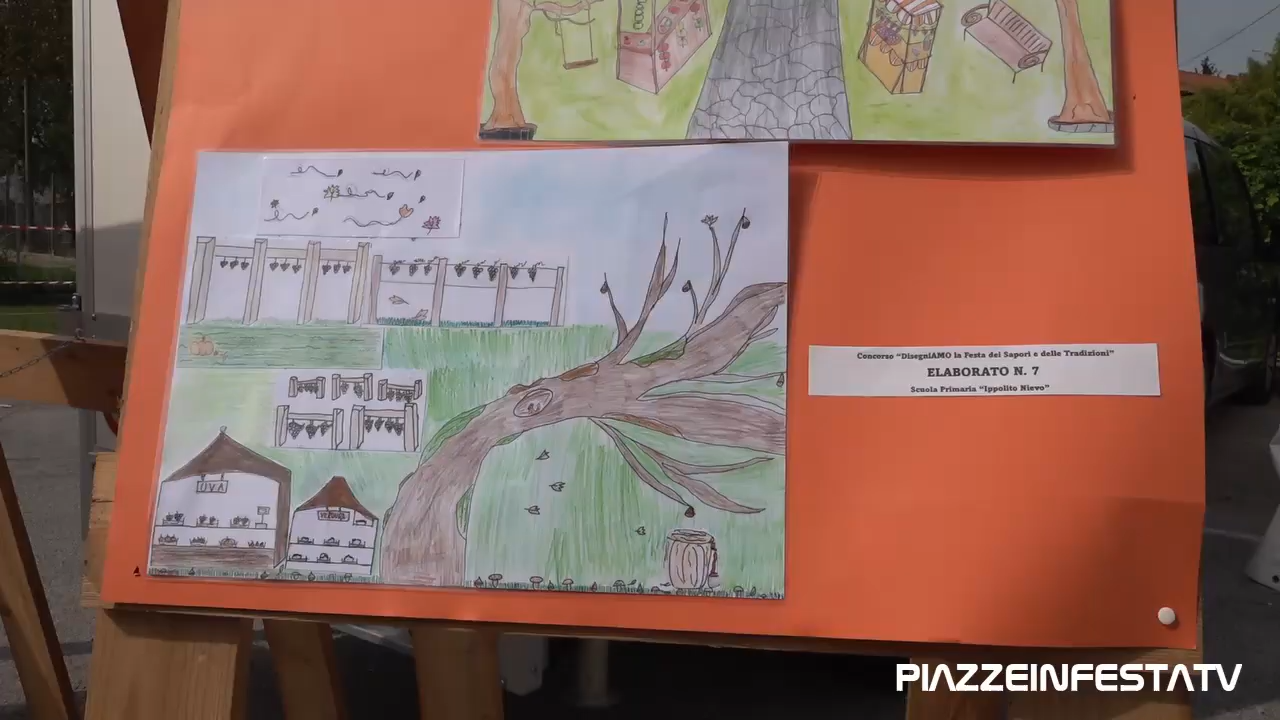 Concorso "DisegniAMO la Festa dei Sapori e delle Tradizioni"
ELABORATO N. 7
Scuola Primaria "Ippolito Nievo"
UVA
PIAZZEINFESTATV